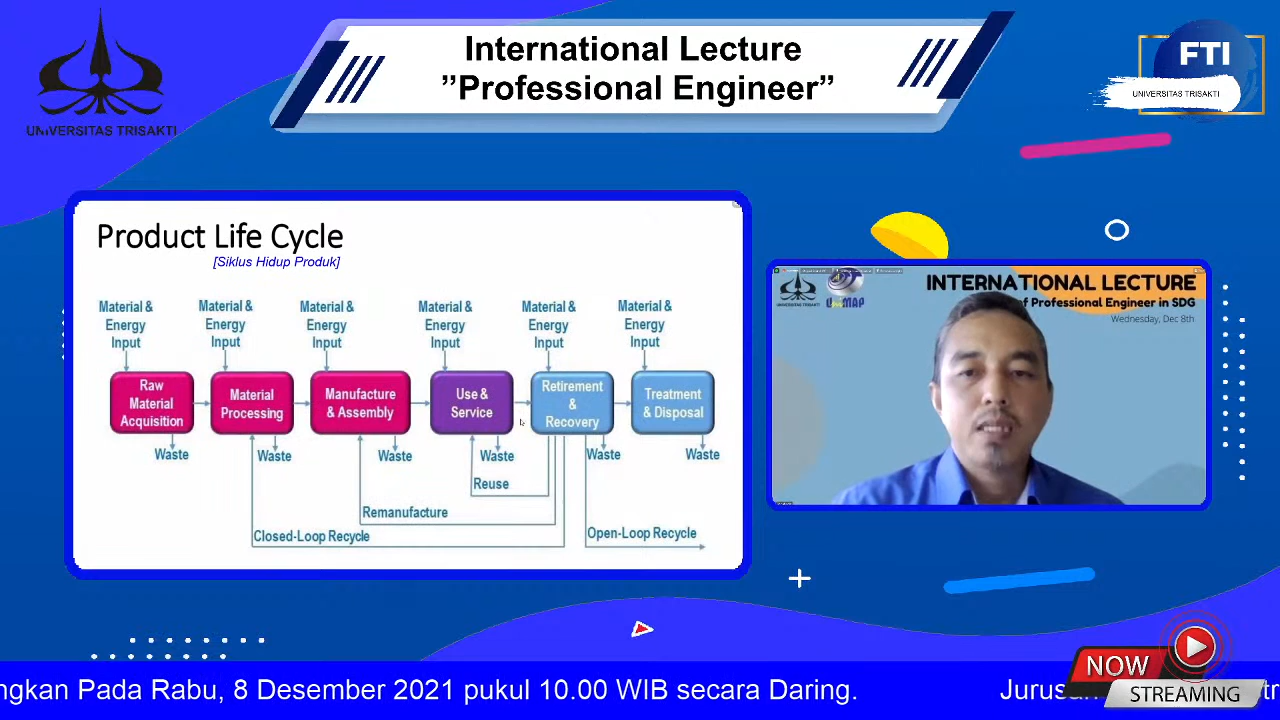 International Lecture
”Professional Engineer”
UNIVERSITAS TRISAKTI
FTI
UNIVERSITAS TRISAKTI
Product Life Cycle
[Siklus Hidup Produk]
Material &
Energy
Input
Material &
Energy
Input
Material &
Energy
Input
Material &
Energy
Input
Material &
Energy
Input
Material &
Energy
Input
Raw
Material
Acquisition
Material
Processing
Manufacture
& Assembly
Use &
Service
Retirement
&
Recovery
Treatment
& Disposal
Waste
Waste
Waste
Waste
Waste
Waste
Reuse
Remanufacture
Closed-Loop Recycle
Open-Loop Recycle
INTERNATIONAL LECTURE
of Professional Engineer in SDG
Wednesday, Dec 8th
UNIVERSITAS TRISAKTI
UniMAP
ngkan Pada Rabu, 8 Desember 2021 pukul 10.00 WIB secara Daring.
NOW
STREAMING